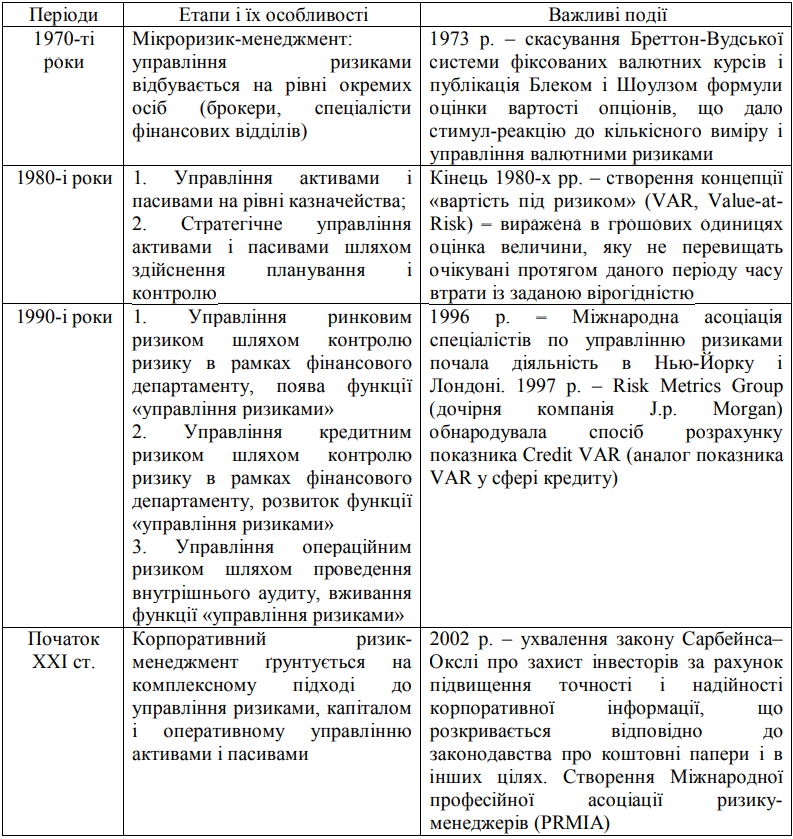 Періоди
Етапи і їх особливості
Важливі події
1970-ті
роки
Мікроризик-менеджмент:
управління ризиками
відбувається на рівні окремих
осіб (брокери, спеціалісти
фінансових відділів)
1973 р. – скасування Бреттон-Вудської
системи фіксованих валютних курсів і
публікація Блеком і Шоулзом формули
оцінки вартості опціонів, що дало
стимул-реакцію до кількісного виміру і
управління валютними ризиками
1980-і роки
1. Управління активами і
пасивами на рівні казначейства;
2. Стратегічне управління
активами і пасивами шляхом
здійснення планування і
контролю
Кінець 1980-х рр. – створення концепції
«вартість під ризиком» (VAR, Value-at-
Risk) – виражена в грошових одиницях
оцінка величини, яку не перевищать
очікувані протягом даного періоду часу
втрати із заданою вірогідністю
1990-і роки
1. Управління ринковим
ризиком шляхом контролю
ризику в рамках фінансового
департаменту, поява функції
«управління ризиками»
2. Управління кредитним
ризиком шляхом контролю
ризику в рамках фінансового
департаменту, розвиток функції
«управління ризиками»
3. Управління операційним
ризиком шляхом проведення
внутрішнього аудиту, вживання
функції «управління ризиками»
1996 р. – Міжнародна асоціація
спеціалістів по управлінню ризиками
почала діяльність в Нью-Йорку і
Лондоні. 1997 р. – Risk Metrics Group
(дочірня компанія J.p. Morgan)
обнародувала спосіб розрахунку
показника Credit VAR (аналог показника
VAR у сфері кредиту)
Початок
XXI ст.
Корпоративний ризик-
менеджмент ґрунтується на
комплексному підході до
управління ризиками, капіталом
і оперативному управлінню
активами і пасивами
2002 р. – ухвалення закону Сарбейнса–
Окслі про захист інвесторів за рахунок
підвищення точності і надійності
корпоративної інформації, що
розкривається відповідно до
законодавства про коштовні папери і в
інших цілях. Створення Міжнародної
професійної асоціації ризику-
менеджерів (PRMIA)